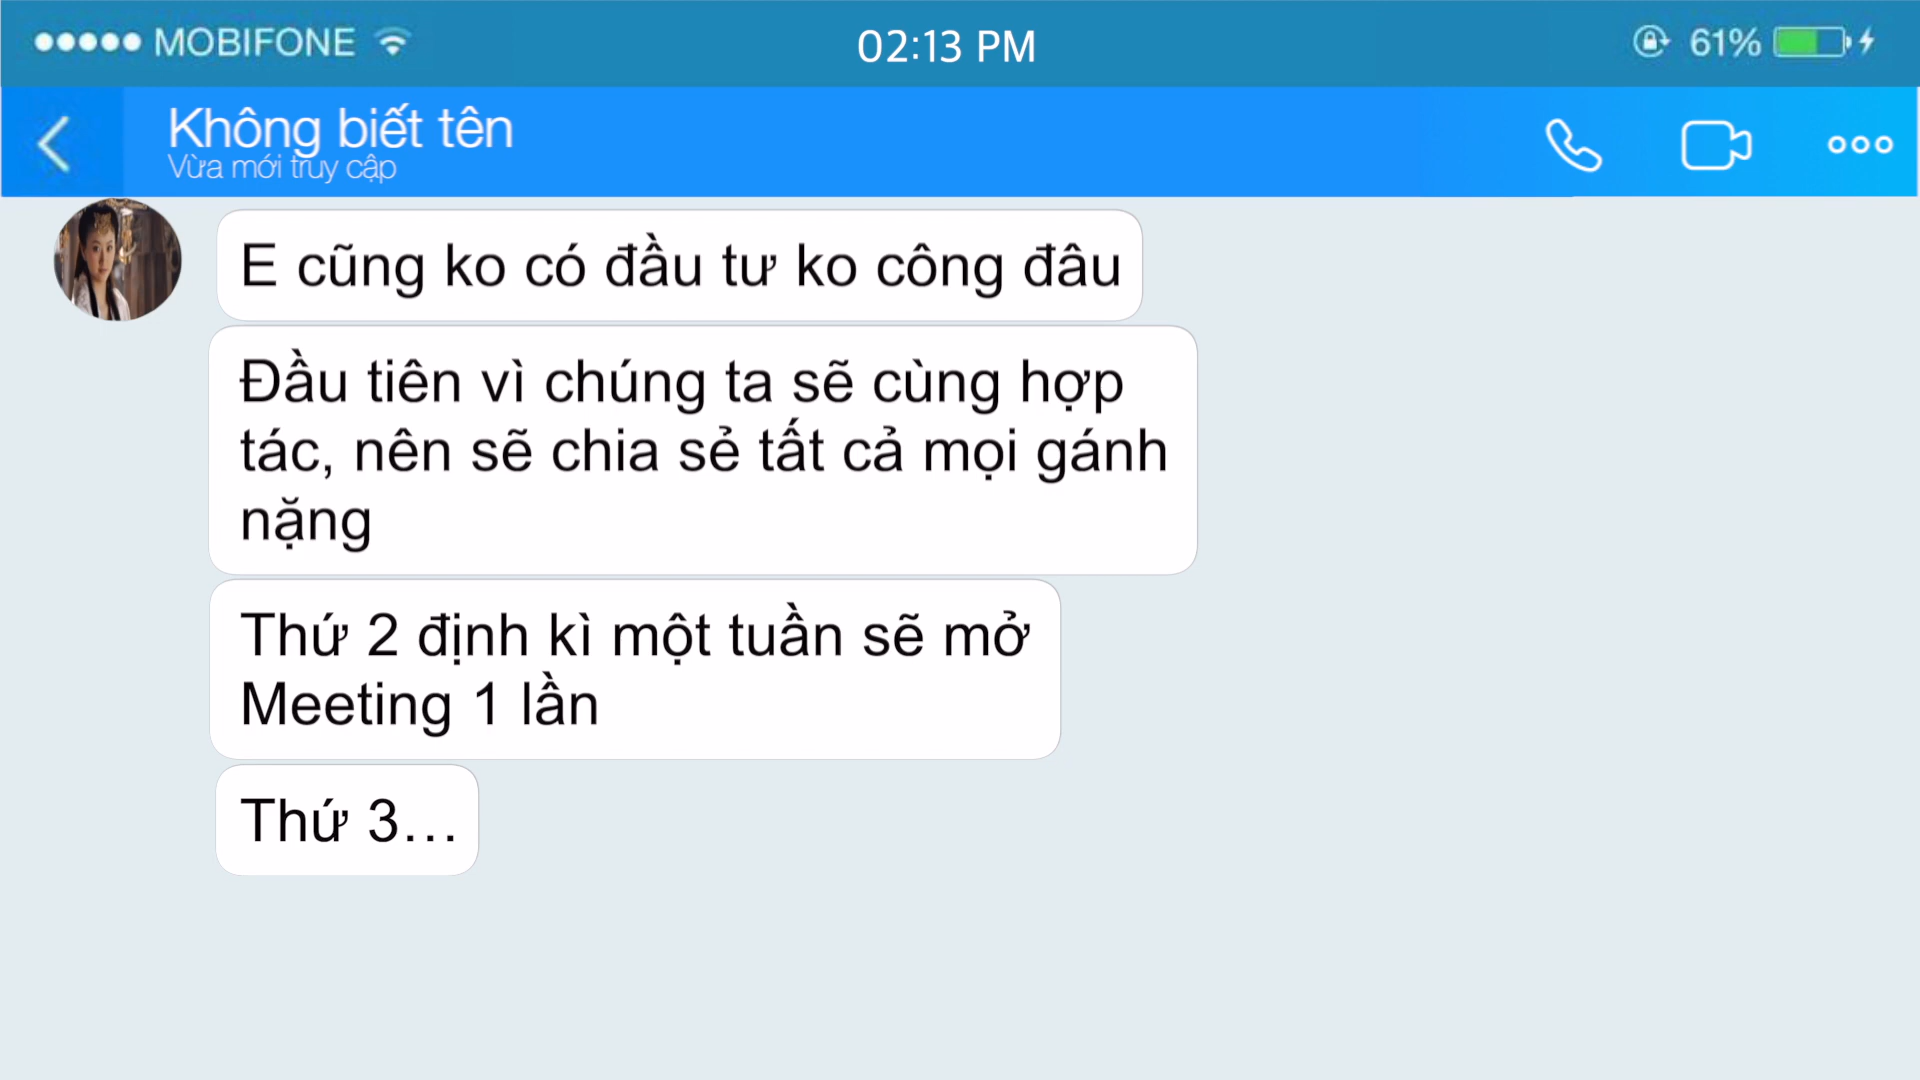 MOBIFONE
02:13 PM
61%
Không biết tên
Vừa mới truy cập
E cũng ko có đầu tư ko công đâu
Đầu tiên vì chúng ta sẽ cùng hợp
tác, nên sẽ chia sẻ tất cả mọi gánh
nặng
Thứ 2 định kì một tuần sẽ mở
Meeting 1 lần
Thứ 3...